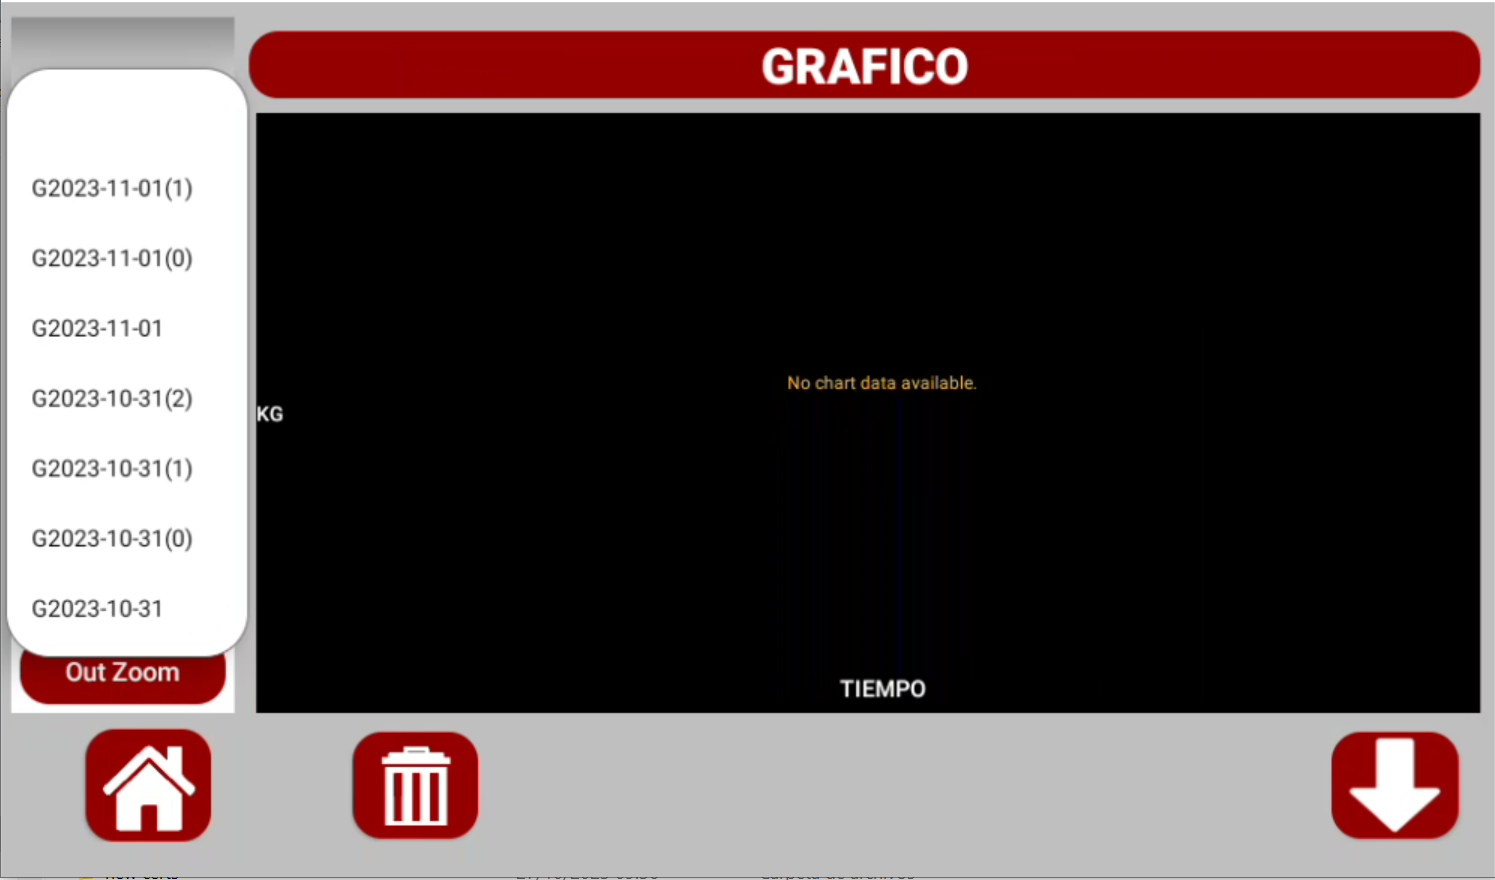 GRAFICO
G2023-11-01(1)
G2023-11-01(0)
G2023-11-01
G2023-10-31(2)
G2023-10-31(1)
G2023-10-31(0)
G2023-10-31
Out Zoom
No chart data available.
KG
TIEMPO